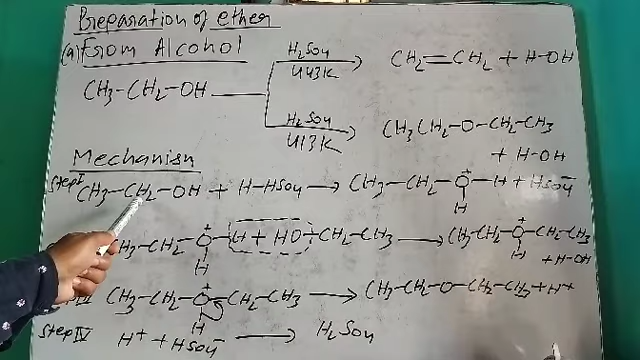 Preparation of ether
(a) From Alcohol
CH3-CH2-OH
H2SO4
443K
CH2=CH2 + H-OH
H2SO4
413K
CH3CH2-O-CH2-CH3
+ H-OH
Mechanism
Step I CH3-CH2-OH + H-HSO4 → CH3-CH2-O+-H + HSO4-
H
CH3-CH2-O+-H + HO-CH2-CH3 → CH3-CH2-O+-CH2-CH3
H
H
+ H-OH
CH3-CH2-O+-CH2-CH3 → CH3-CH2-O-CH2-CH3 + H+
H
Step IV H+ + HSO4- → H2SO4